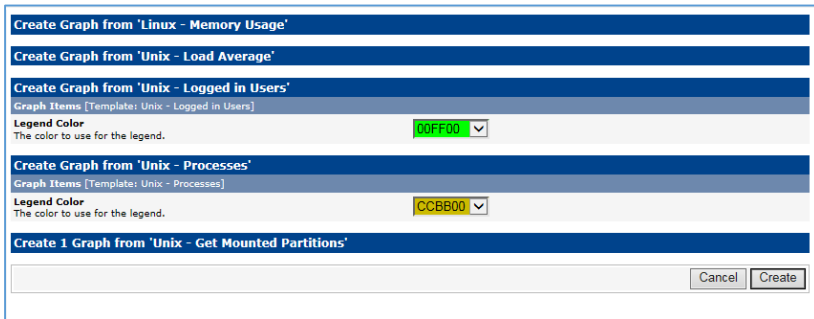 Create Graph from 'Linux - Memory Usage'
Create Graph from 'Unix - Load Average'
Create Graph from 'Unix - Logged in Users'
Graph Items [Template: Unix - Logged in Users]
Legend Color
The color to use for the legend.
00FF00
Create Graph from 'Unix - Processes'
Graph Items [Template: Unix - Processes]
Legend Color
The color to use for the legend.
CCBB00
Create 1 Graph from 'Unix - Get Mounted Partitions'
Cancel Create